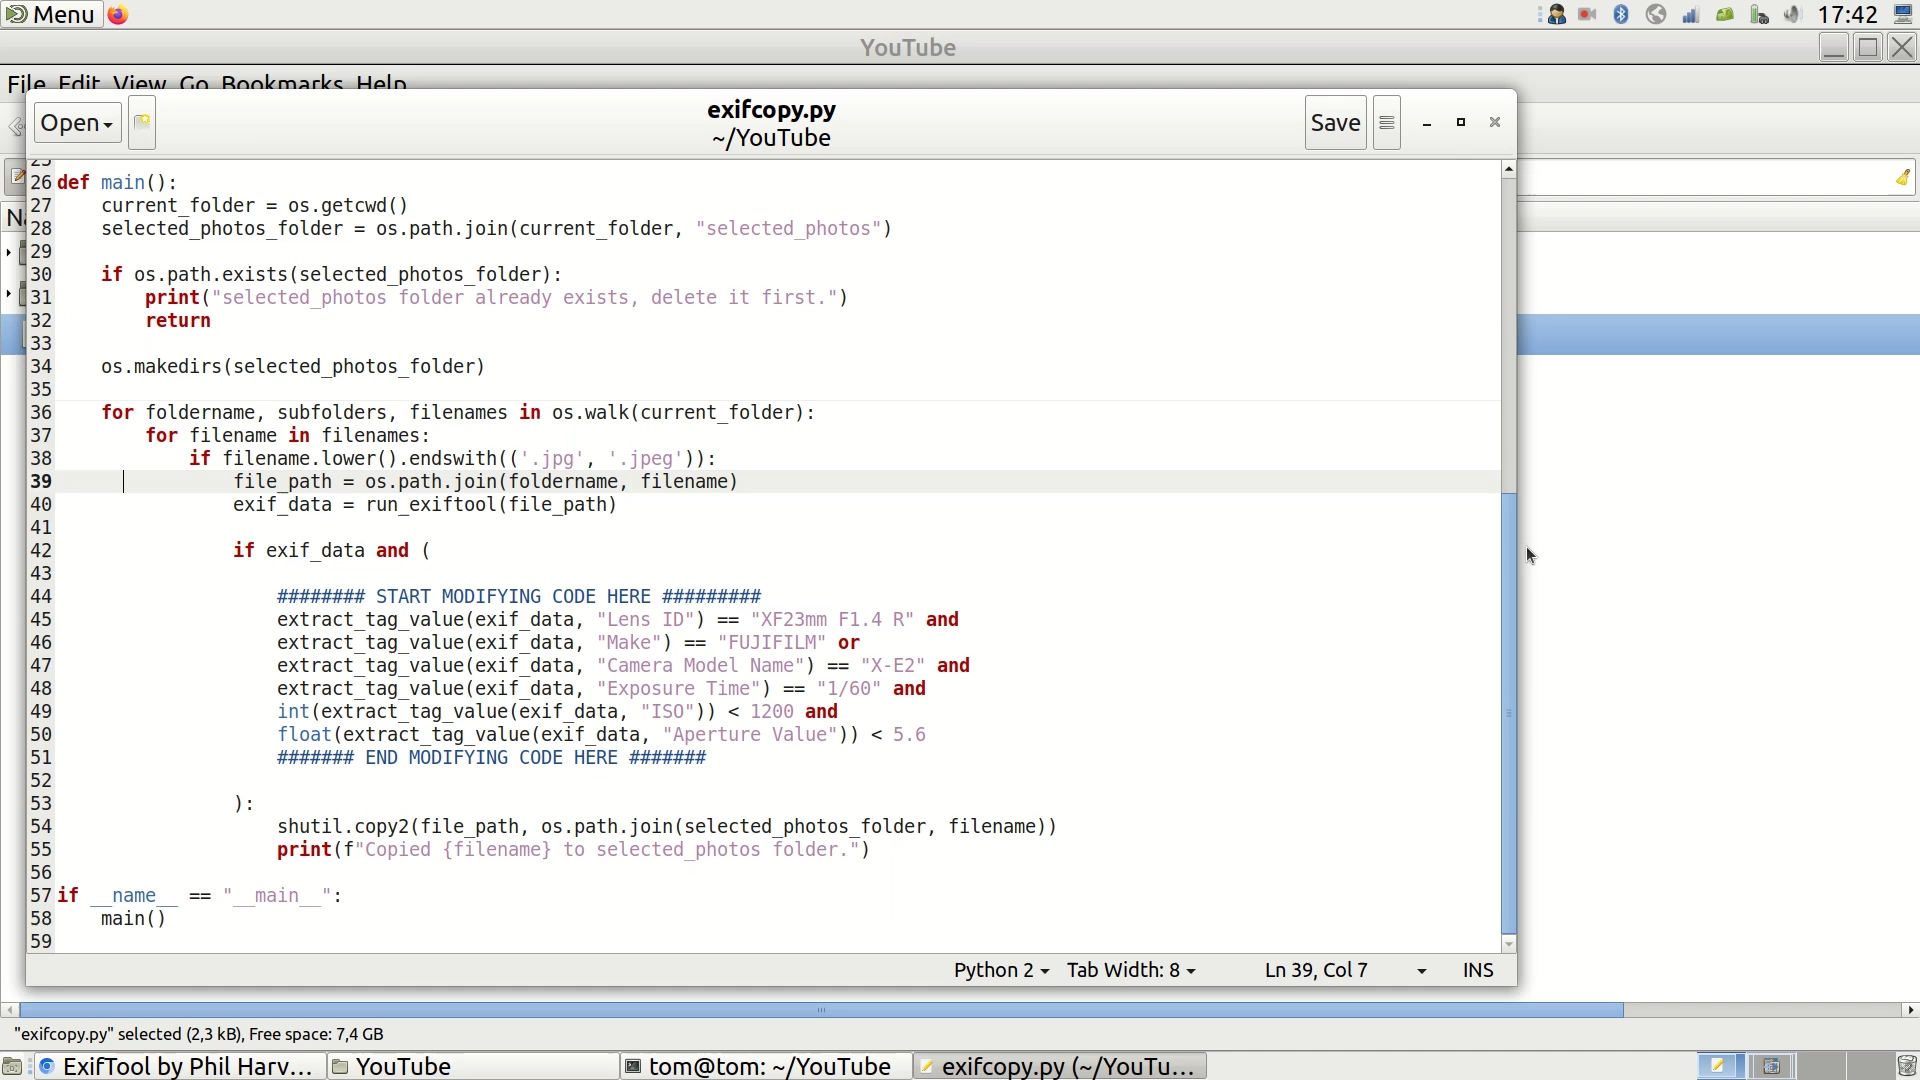 Menu
17:42
YouTube
File Edit View Go Bookmarks Help
Open
exifcopy.py
~/YouTube
Save
25
26 def main():
27     current_folder = os.getcwd()
28     selected_photos_folder = os.path.join(current_folder, "selected_photos")
29
30     if os.path.exists(selected_photos_folder):
31         print("selected_photos folder already exists, delete it first.")
32         return
33
34     os.makedirs(selected_photos_folder)
35
36     for foldername, subfolders, filenames in os.walk(current_folder):
37         for filename in filenames:
38             if filename.lower().endswith(('.jpg', '.jpeg')):
39                 file_path = os.path.join(foldername, filename)
40                 exif_data = run_exiftool(file_path)
41
42                 if exif_data and (
43
44                     ######## START MODIFYING CODE HERE #########
45                     extract_tag_value(exif_data, "Lens ID") == "XF23mm F1.4 R" and
46                     extract_tag_value(exif_data, "Make") == "FUJIFILM" or
47                     extract_tag_value(exif_data, "Camera Model Name") == "X-E2" and
48                     extract_tag_value(exif_data, "Exposure Time") == "1/60" and
49                     int(extract_tag_value(exif_data, "ISO")) < 1200 and
50                     float(extract_tag_value(exif_data, "Aperture Value")) < 5.6
51                     ####### END MODIFYING CODE HERE #######
52
53                 ):
54                     shutil.copy2(file_path, os.path.join(selected_photos_folder, filename))
55                     print(f"Copied {filename} to selected_photos folder.")
56
57 if __name__ == "__main__":
58     main()
59
Python 2 Tab Width: 8 Ln 39, Col 7 INS
"exifcopy.py" selected (2,3 kB), Free space: 7,4 GB
ExifTool by Phil Harv... YouTube tom@tom: ~/YouTube exifcopy.py (~/YouTu...